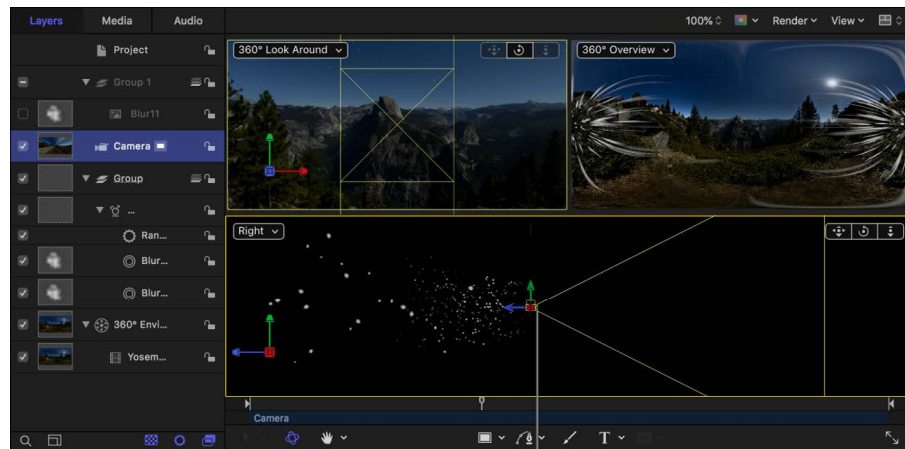 Layers Media Audio
100% Render View
Project
Group 1
Blur11
Camera
Group
...
Ran...
Blur...
Blur...
360° Envi...
Yosem...
360° Look Around
360° Overview
Right
Camera
T